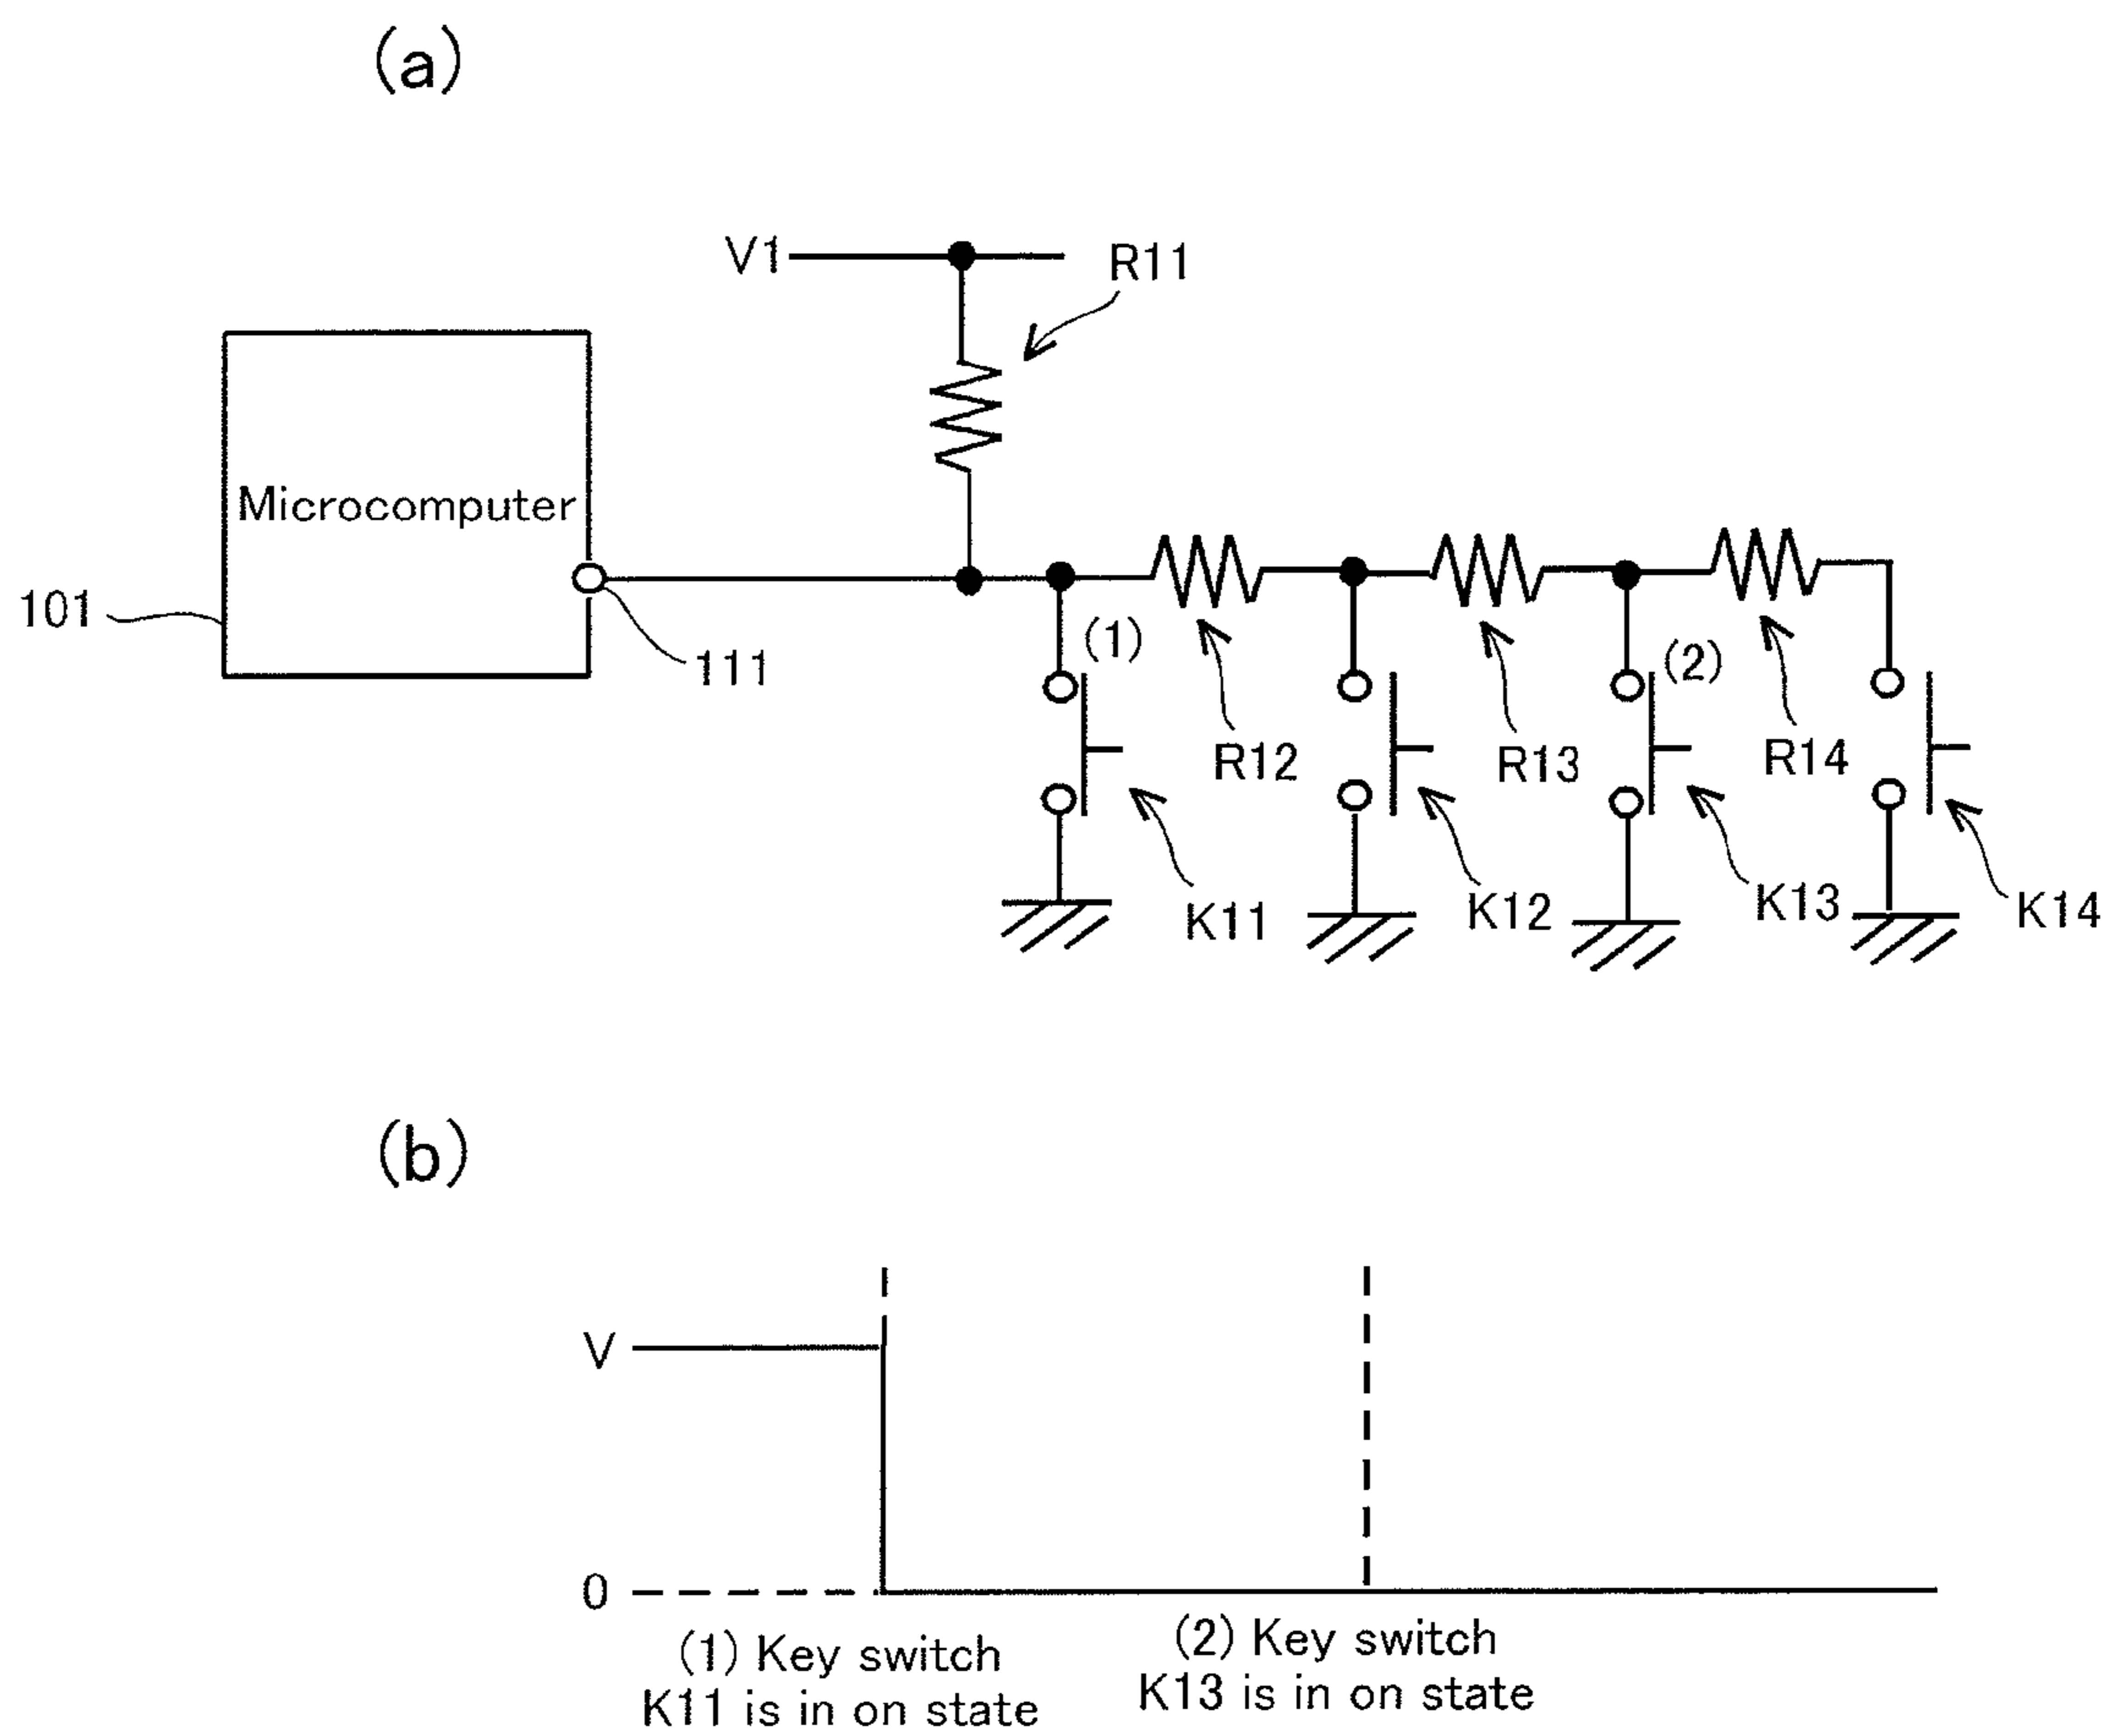 (a)
V1
R11
Microcomputer
101
111
(1)
(2)
R12
R13
R14
K11
K12
K13
K14
(b)
V
0
(1) Key switch
K11 is in on state
(2) Key switch
K13 is in on state